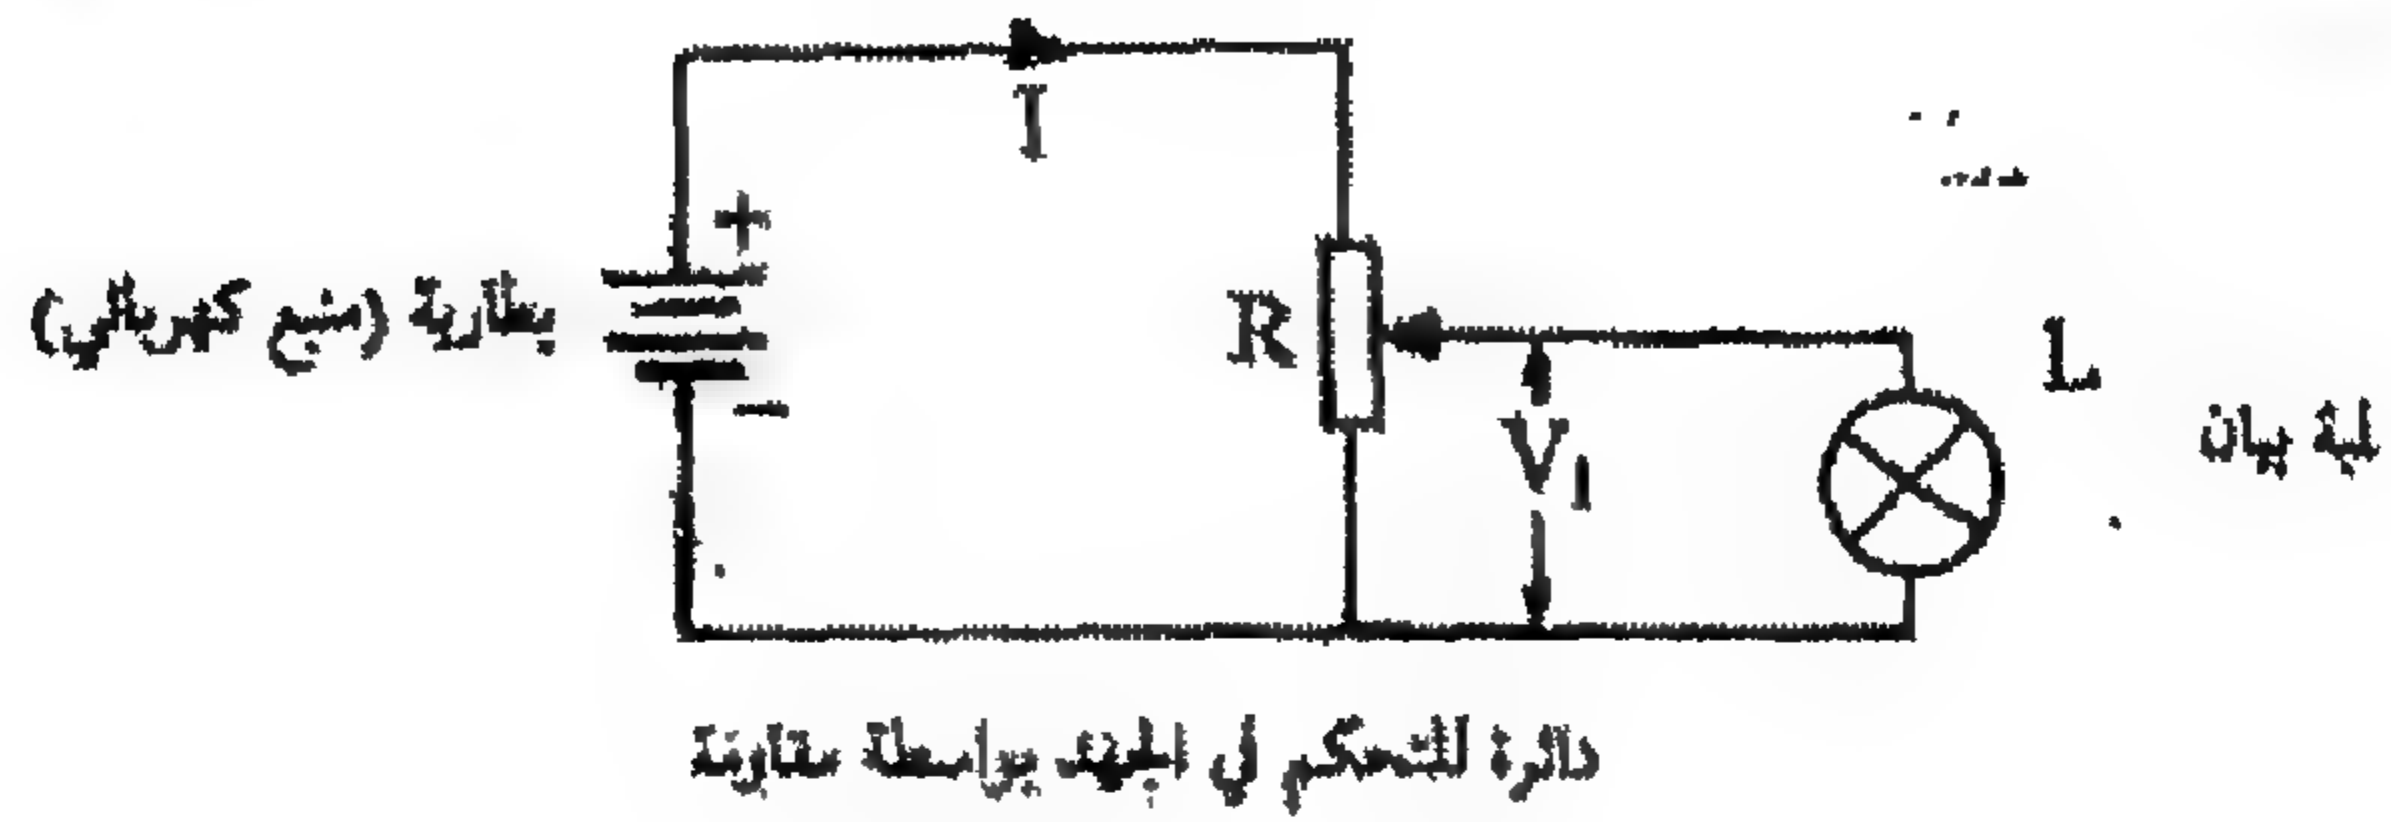 I
+
بطارية (منبع كهربائي)
R
L
V1
لمبة بيان
−
دائرة للتحكم في الجهد بواسطة مقاومة